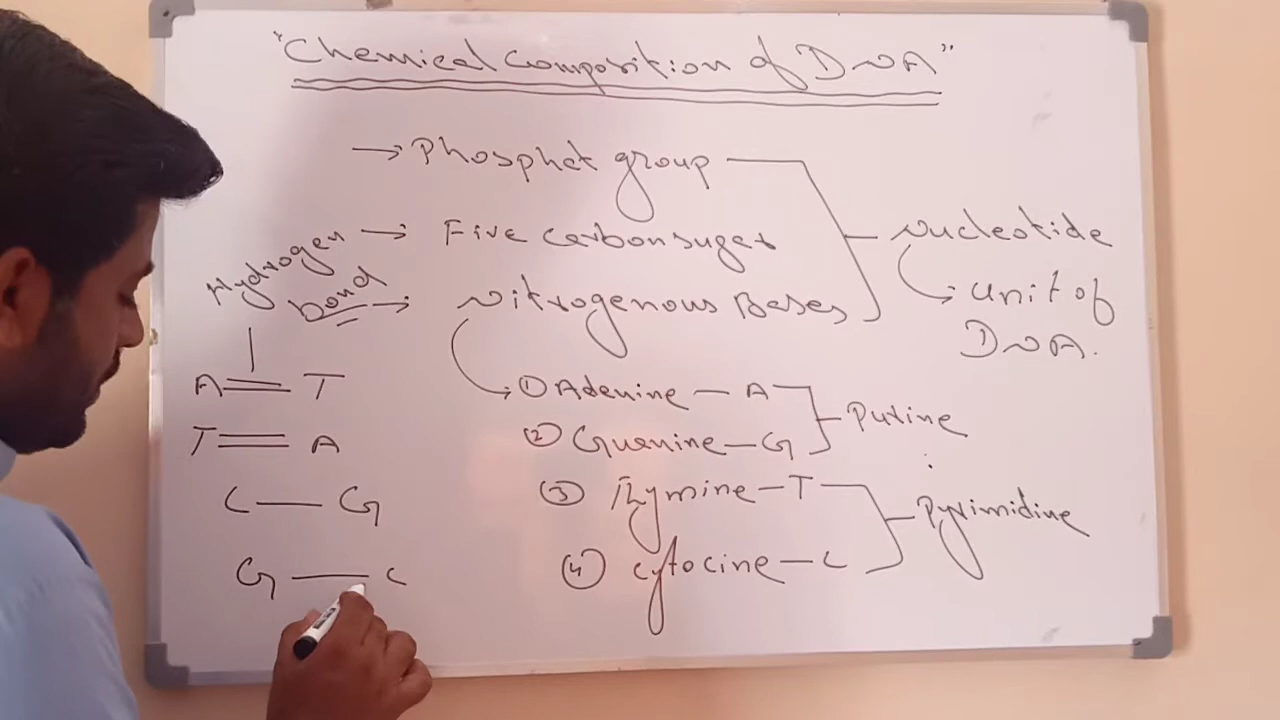 "Chemical Composition of DNA"
→ Phosphet group
→ Five carbon suger
→ Nitrogenous Bases
Nucleotide
Unit of
DNA.
Hydrogen
bond
A = T
T = A
C — G
G — C
① Adenine — A
② Guanine — G
Purine
③ Thymine — T
④ Cytocine — C
Pyrimidine